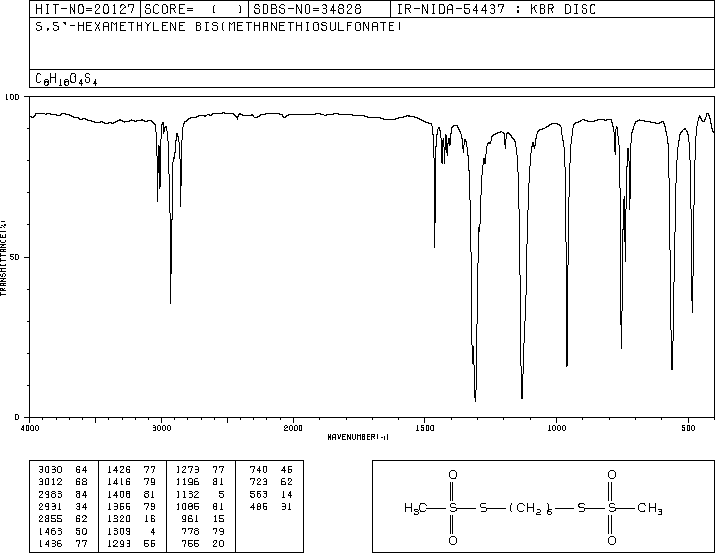 HIT-NO=20127 SCORE= ( ) SDBS-NO=34828 IR-NIDA-54437 : KBR DISC
S,S'-HEXAMETHYLENE BIS(METHANETHIOSULFONATE)
C8H18O4S4
100
50
0
TRANSMITTANCE(%)
4000 3000 2000 1500 1000 500
WAVENUMBER(-1)
3030 64 1426 77 1273 77 740 46
3012 68 1416 79 1196 81 723 62
2983 84 1408 81 1132 5 563 14
2931 34 1366 79 1086 81 486 31
2855 62 1320 16 961 15
1463 50 1309 4 778 79
1436 77 1293 66 755 20
O O
H3C—S—S—(CH2)6—S—S—CH3
O O